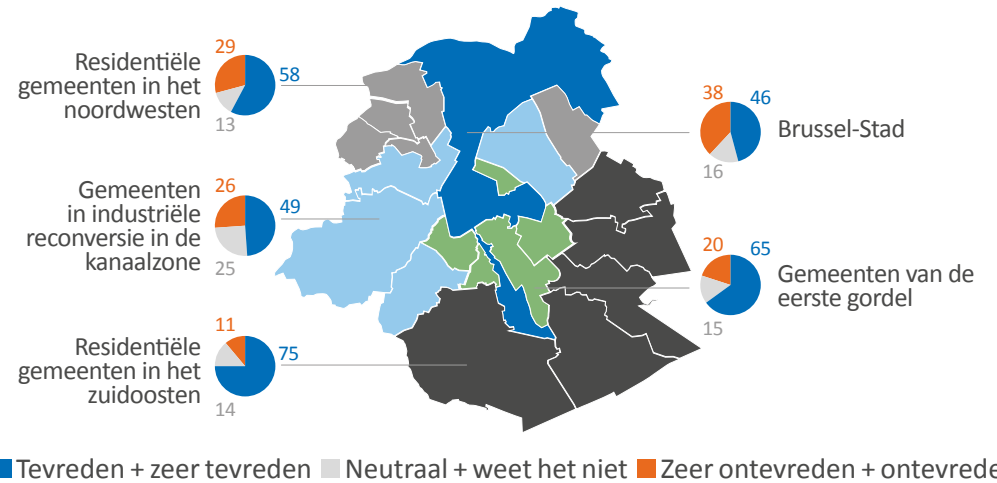 29
Residentiële
gemeenten in het
noordwesten
58
13
38
46
Brussel-Stad
16
Gemeenten
in industriële
reconversie in de
kanaalzone
26
49
25
20
65
Gemeenten van de
eerste gordel
15
Residentiële
gemeenten in het
zuidoosten
11
75
14
Tevreden + zeer tevreden Neutraal + weet het niet Zeer ontevreden + ontevrede